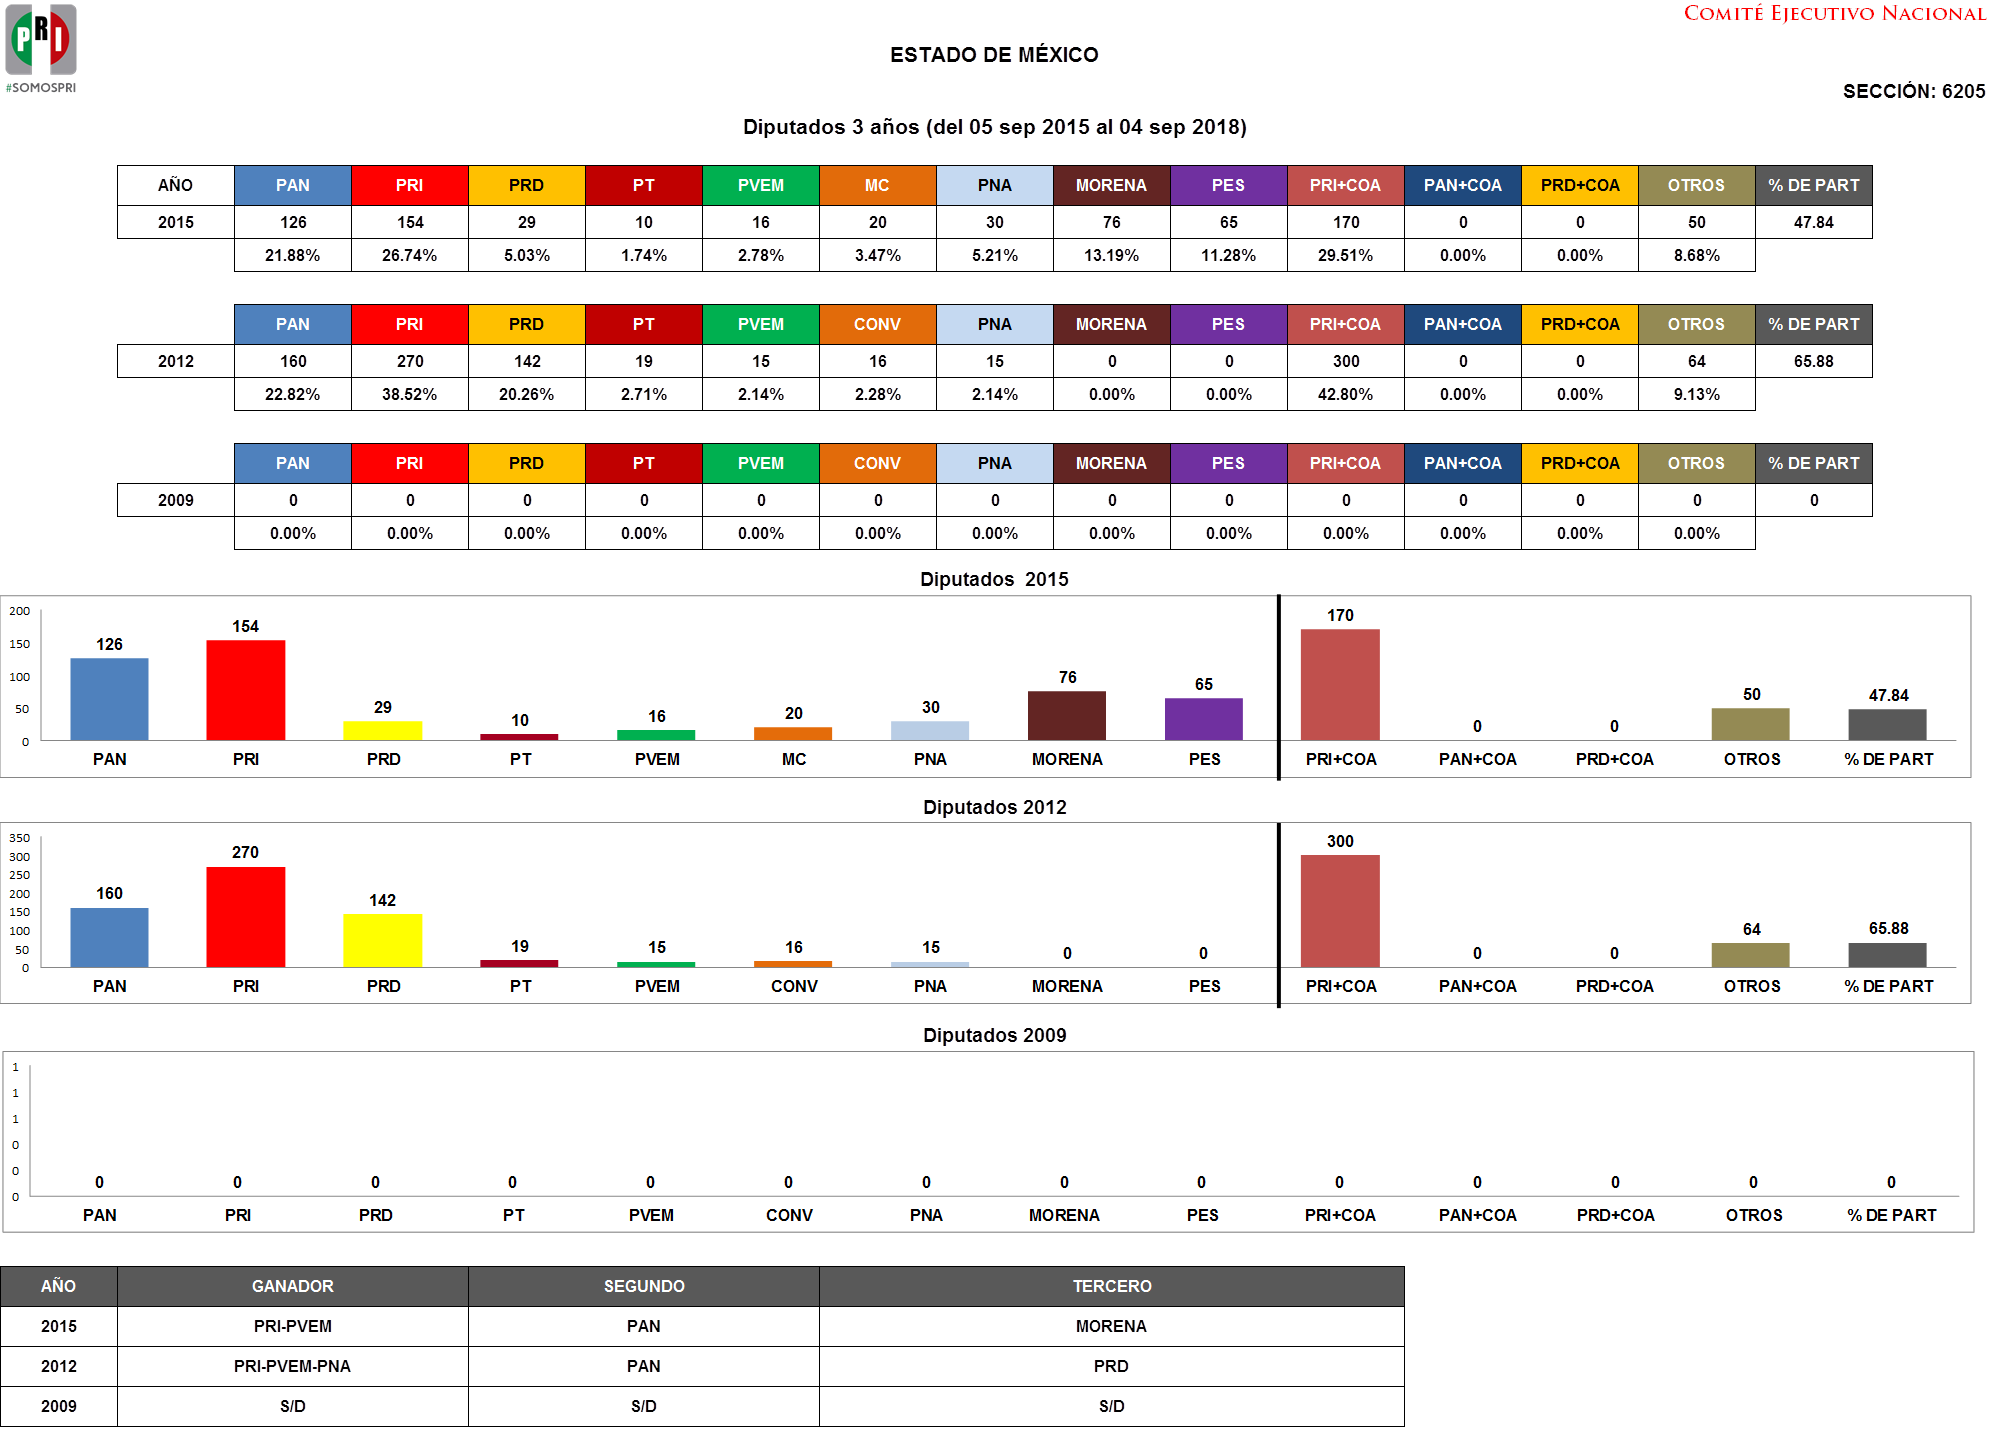 COMITÉ EJECUTIVO NACIONAL
PRI
#SOMOSPRI
ESTADO DE MÉXICO
SECCIÓN: 6205
Diputados 3 años (del 05 sep 2015 al 04 sep 2018)
AÑO PAN PRI PRD PT PVEM MC PNA MORENA PES PRI+COA PAN+COA PRD+COA OTROS % DE PART
2015 126 154 29 10 16 20 30 76 65 170 0 0 50 47.84
21.88% 26.74% 5.03% 1.74% 2.78% 3.47% 5.21% 13.19% 11.28% 29.51% 0.00% 0.00% 8.68%
PAN PRI PRD PT PVEM CONV PNA MORENA PES PRI+COA PAN+COA PRD+COA OTROS % DE PART
2012 160 270 142 19 15 16 15 0 0 300 0 0 64 65.88
22.82% 38.52% 20.26% 2.71% 2.14% 2.28% 2.14% 0.00% 0.00% 42.80% 0.00% 0.00% 9.13%
PAN PRI PRD PT PVEM CONV PNA MORENA PES PRI+COA PAN+COA PRD+COA OTROS % DE PART
2009 0 0 0 0 0 0 0 0 0 0 0 0 0 0
0.00% 0.00% 0.00% 0.00% 0.00% 0.00% 0.00% 0.00% 0.00% 0.00% 0.00% 0.00% 0.00%
Diputados 2015
200
150
100
50
0
126 154 29 10 16 20 30 76 65 170 0 0 50 47.84
PAN PRI PRD PT PVEM MC PNA MORENA PES PRI+COA PAN+COA PRD+COA OTROS % DE PART
Diputados 2012
350
300
250
200
150
100
50
0
160 270 142 19 15 16 15 0 0 300 0 0 64 65.88
PAN PRI PRD PT PVEM CONV PNA MORENA PES PRI+COA PAN+COA PRD+COA OTROS % DE PART
Diputados 2009
1
1
1
0
0
0
0 0 0 0 0 0 0 0 0 0 0 0 0 0
PAN PRI PRD PT PVEM CONV PNA MORENA PES PRI+COA PAN+COA PRD+COA OTROS % DE PART
AÑO GANADOR SEGUNDO TERCERO
2015 PRI-PVEM PAN MORENA
2012 PRI-PVEM-PNA PAN PRD
2009 S/D S/D S/D